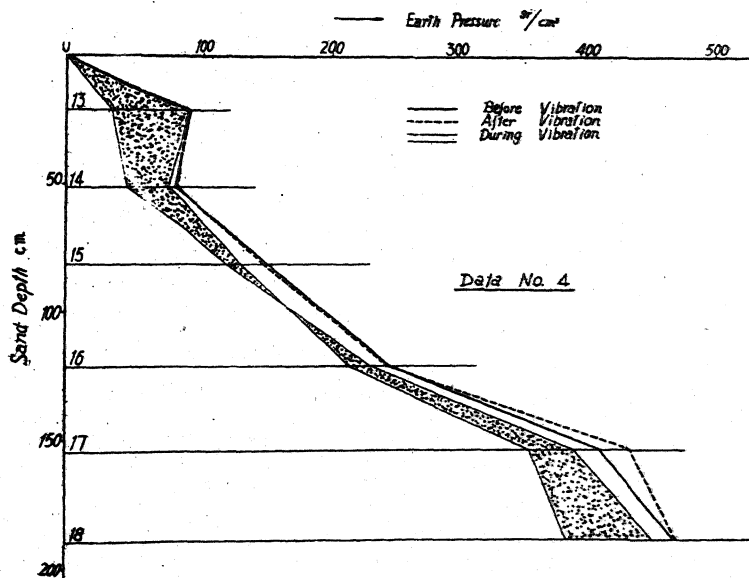 Earth Pressure gr/cm²
0 100 200 300 400 500
Before Vibration
After Vibration
During Vibration
13
50 14
15
Data No. 4
100
Sand Depth cm.
16
150 17
18
200